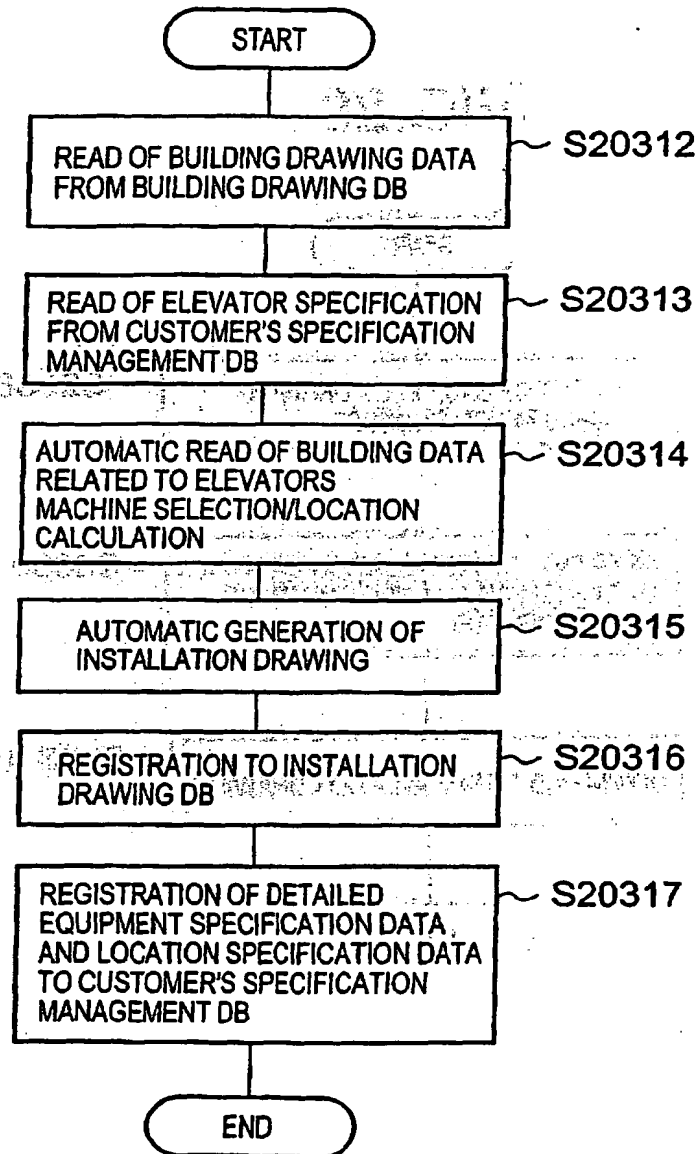 START
READ OF BUILDING DRAWING DATA
FROM BUILDING DRAWING DB
S20312
READ OF ELEVATOR SPECIFICATION
FROM CUSTOMER'S SPECIFICATION
MANAGEMENT DB
S20313
AUTOMATIC READ OF BUILDING DATA
RELATED TO ELEVATORS
MACHINE SELECTION/LOCATION
CALCULATION
S20314
AUTOMATIC GENERATION OF
INSTALLATION DRAWING
S20315
REGISTRATION TO INSTALLATION
DRAWING DB
S20316
REGISTRATION OF DETAILED
EQUIPMENT SPECIFICATION DATA
AND LOCATION SPECIFICATION DATA
TO CUSTOMER'S SPECIFICATION
MANAGEMENT DB
S20317
END